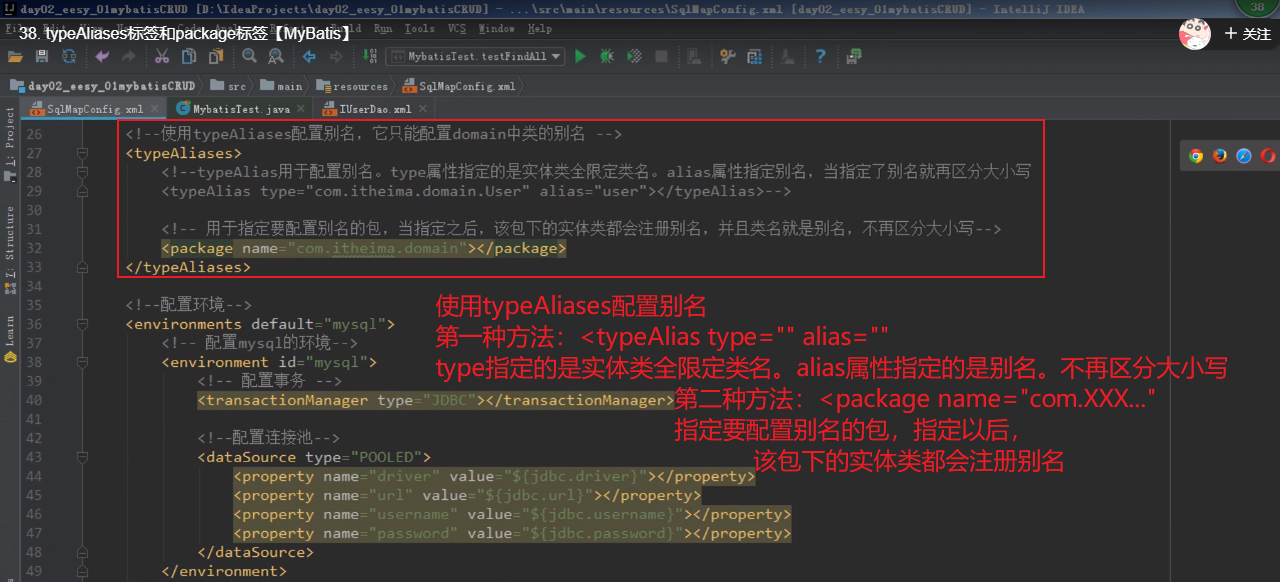 day02_eesy_01mybatisCRUD [D:\IdeaProjects\day02_eesy_01mybatisCRUD] - ...\src\main\resources\SqlMapConfig.xml [day02_eesy_01mybatisCRUD] - IntelliJ IDEA
38
38. typeAliases标签和package标签【MyBatis】
Run Tools VCS Window Help
+ 关注
MybatisTest.testFindAll
day02_eesy_01mybatisCRUD src main resources SqlMapConfig.xml
SqlMapConfig.xml MybatisTest.java IUserDao.xml
1: Project
7: Structure
Learn
26 <!--使用typeAliases配置别名，它只能配置domain中类的别名 -->
27 <typeAliases>
28 <!--typeAlias用于配置别名。type属性指定的是实体类全限定类名。alias属性指定别名，当指定了别名就再区分大小写
29 <typeAlias type="com.itheima.domain.User" alias="user"></typeAlias>-->
30
31 <!-- 用于指定要配置别名的包，当指定之后，该包下的实体类都会注册别名，并且类名就是别名，不再区分大小写-->
32 <package name="com.itheima.domain"></package>
33 </typeAliases>
34
35 <!--配置环境-->
36 <environments default="mysql">
37 <!-- 配置mysql的环境-->
38 <environment id="mysql">
39 <!-- 配置事务 -->
40 <transactionManager type="JDBC"></transactionManager>
41
42 <!--配置连接池-->
43 <dataSource type="POOLED">
44 <property name="driver" value="${jdbc.driver}"></property>
45 <property name="url" value="${jdbc.url}"></property>
46 <property name="username" value="${jdbc.username}"></property>
47 <property name="password" value="${jdbc.password}"></property>
48 </dataSource>
49 </environment>
使用typeAliases配置别名
第一种方法：<typeAlias type="" alias=""
type指定的是实体类全限定类名。alias属性指定的是别名。不再区分大小写
第二种方法：<package name="com.XXX..."
指定要配置别名的包，指定以后，
该包下的实体类都会注册别名